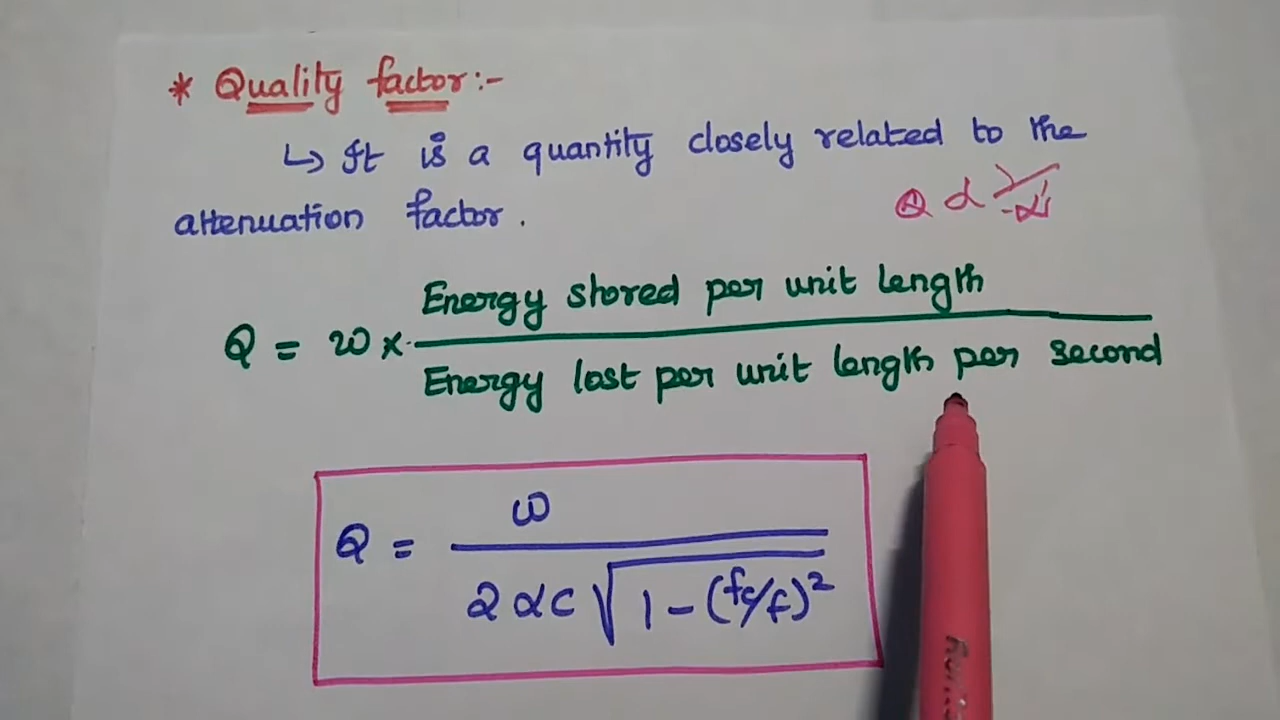 * Quality factor:-
↳ It is a quantity closely related to the
attenuation factor.
Q α 1/α
Q = ω × Energy stored per unit length / Energy lost per unit length per second
Q = ω / 2αc √1-(fc/f)²